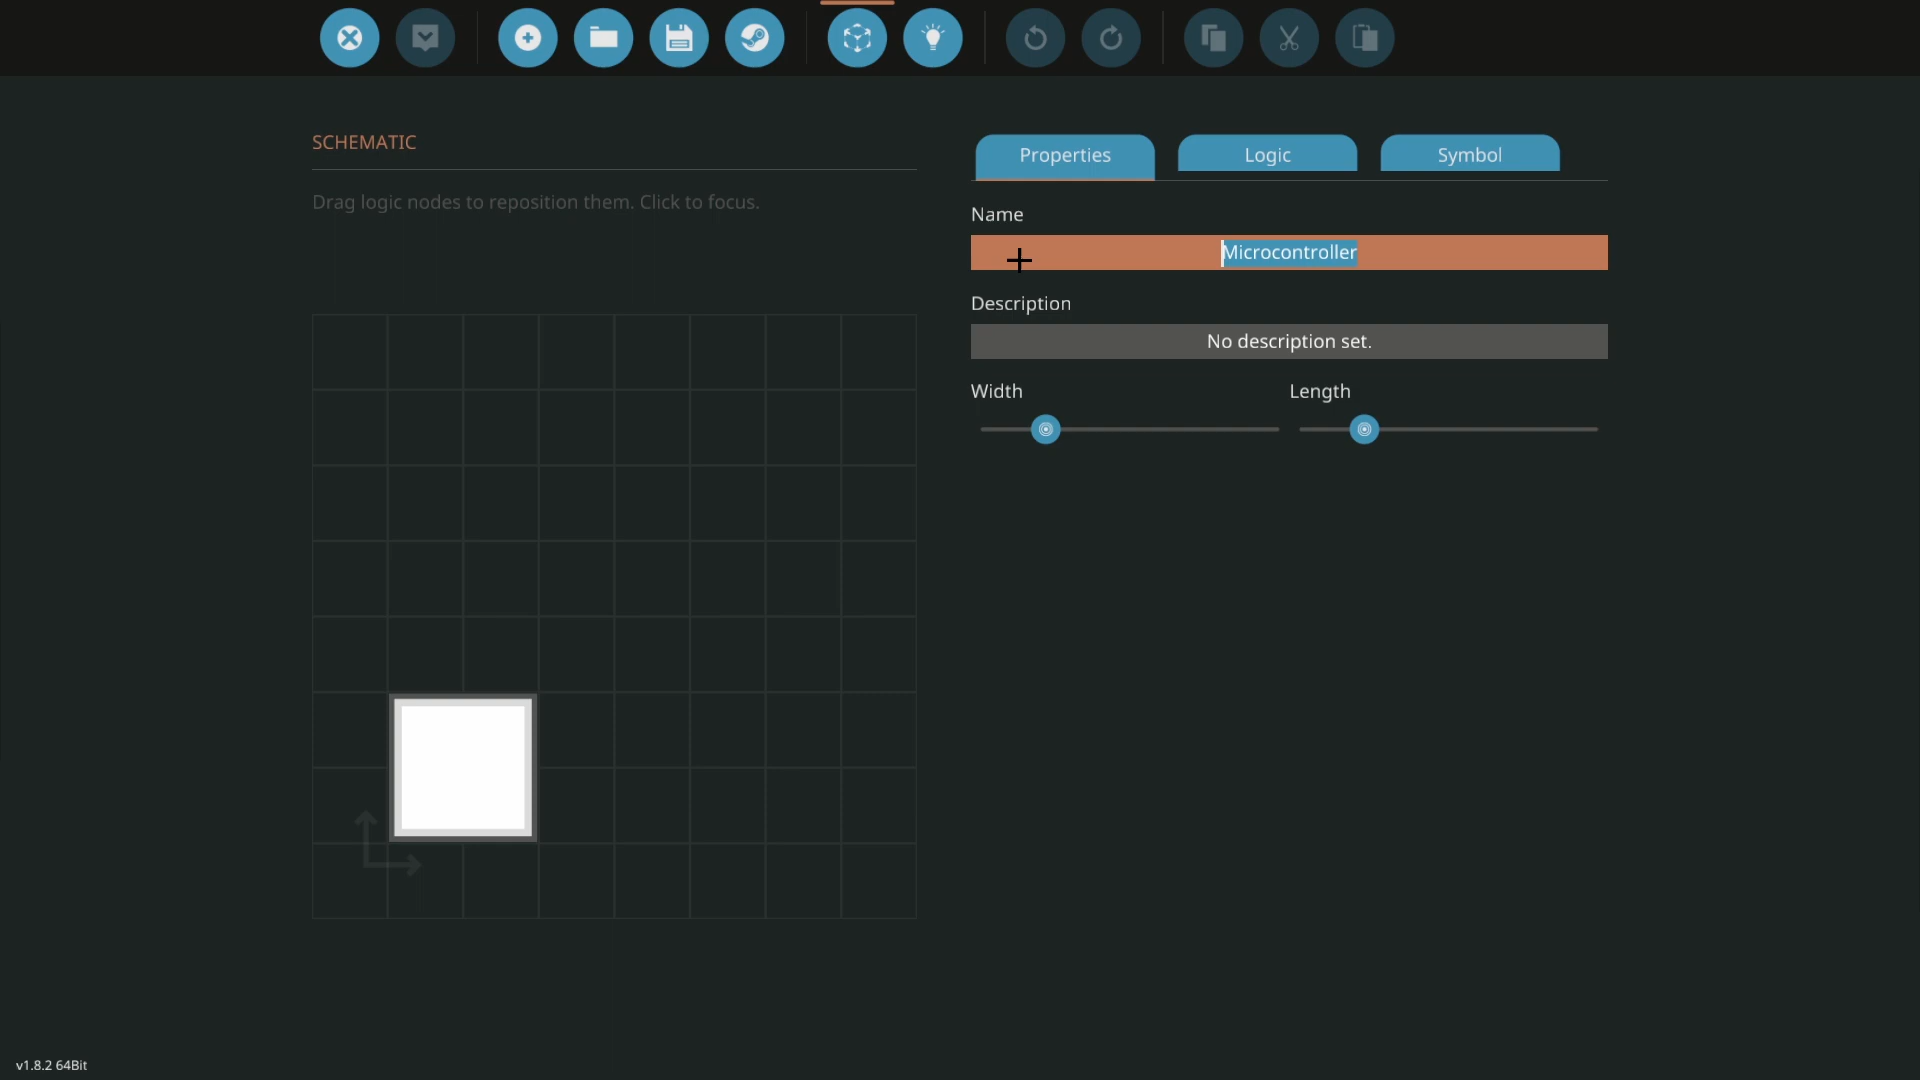 SCHEMATIC
Drag logic nodes to reposition them. Click to focus.
Properties
Logic
Symbol
Name
Microcontroller
Description
No description set.
Width
Length
v1.8.2 64Bit